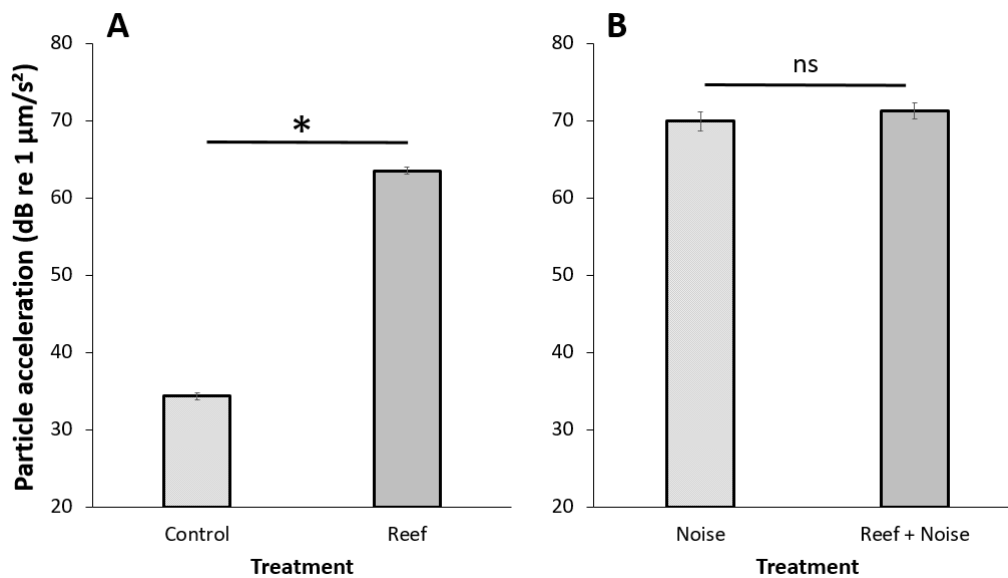 A
B
Particle acceleration (dB re 1 µm/s²)
80
70
60
50
40
30
20
*
Control
Reef
Treatment
80
70
60
50
40
30
20
ns
Noise
Reef + Noise
Treatment